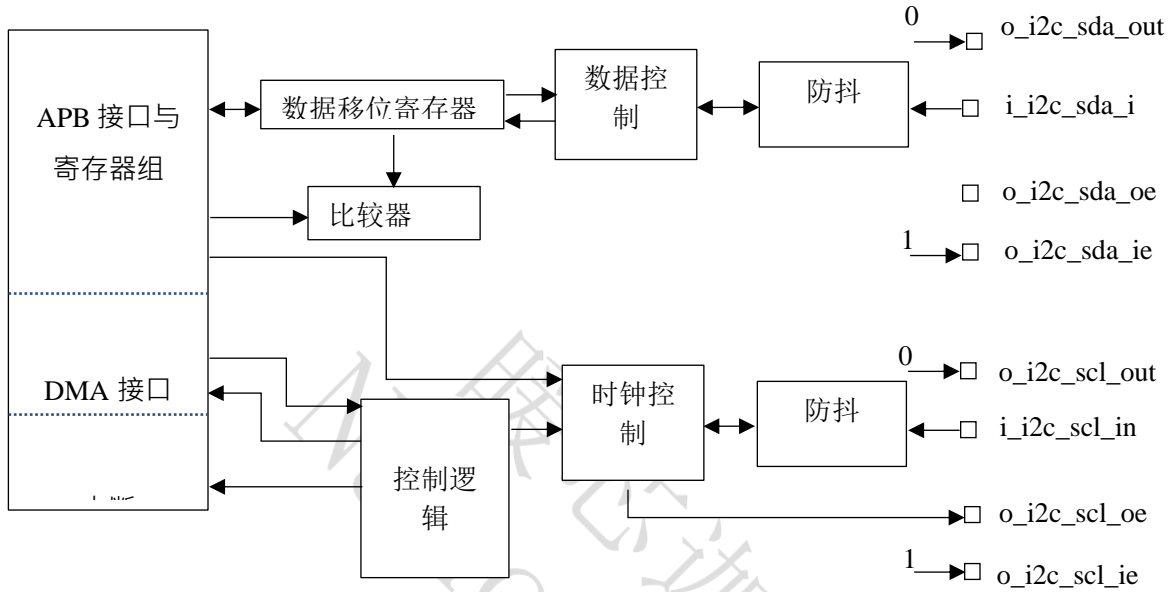 0
o_i2c_sda_out
APB 接口与
寄存器组
数据移位寄存器
数据控
制
防抖
i_i2c_sda_i
比较器
o_i2c_sda_oe
1
o_i2c_sda_ie
DMA 接口
0
o_i2c_scl_out
时钟控
制
防抖
i_i2c_scl_in
控制逻
辑
o_i2c_scl_oe
1
o_i2c_scl_ie